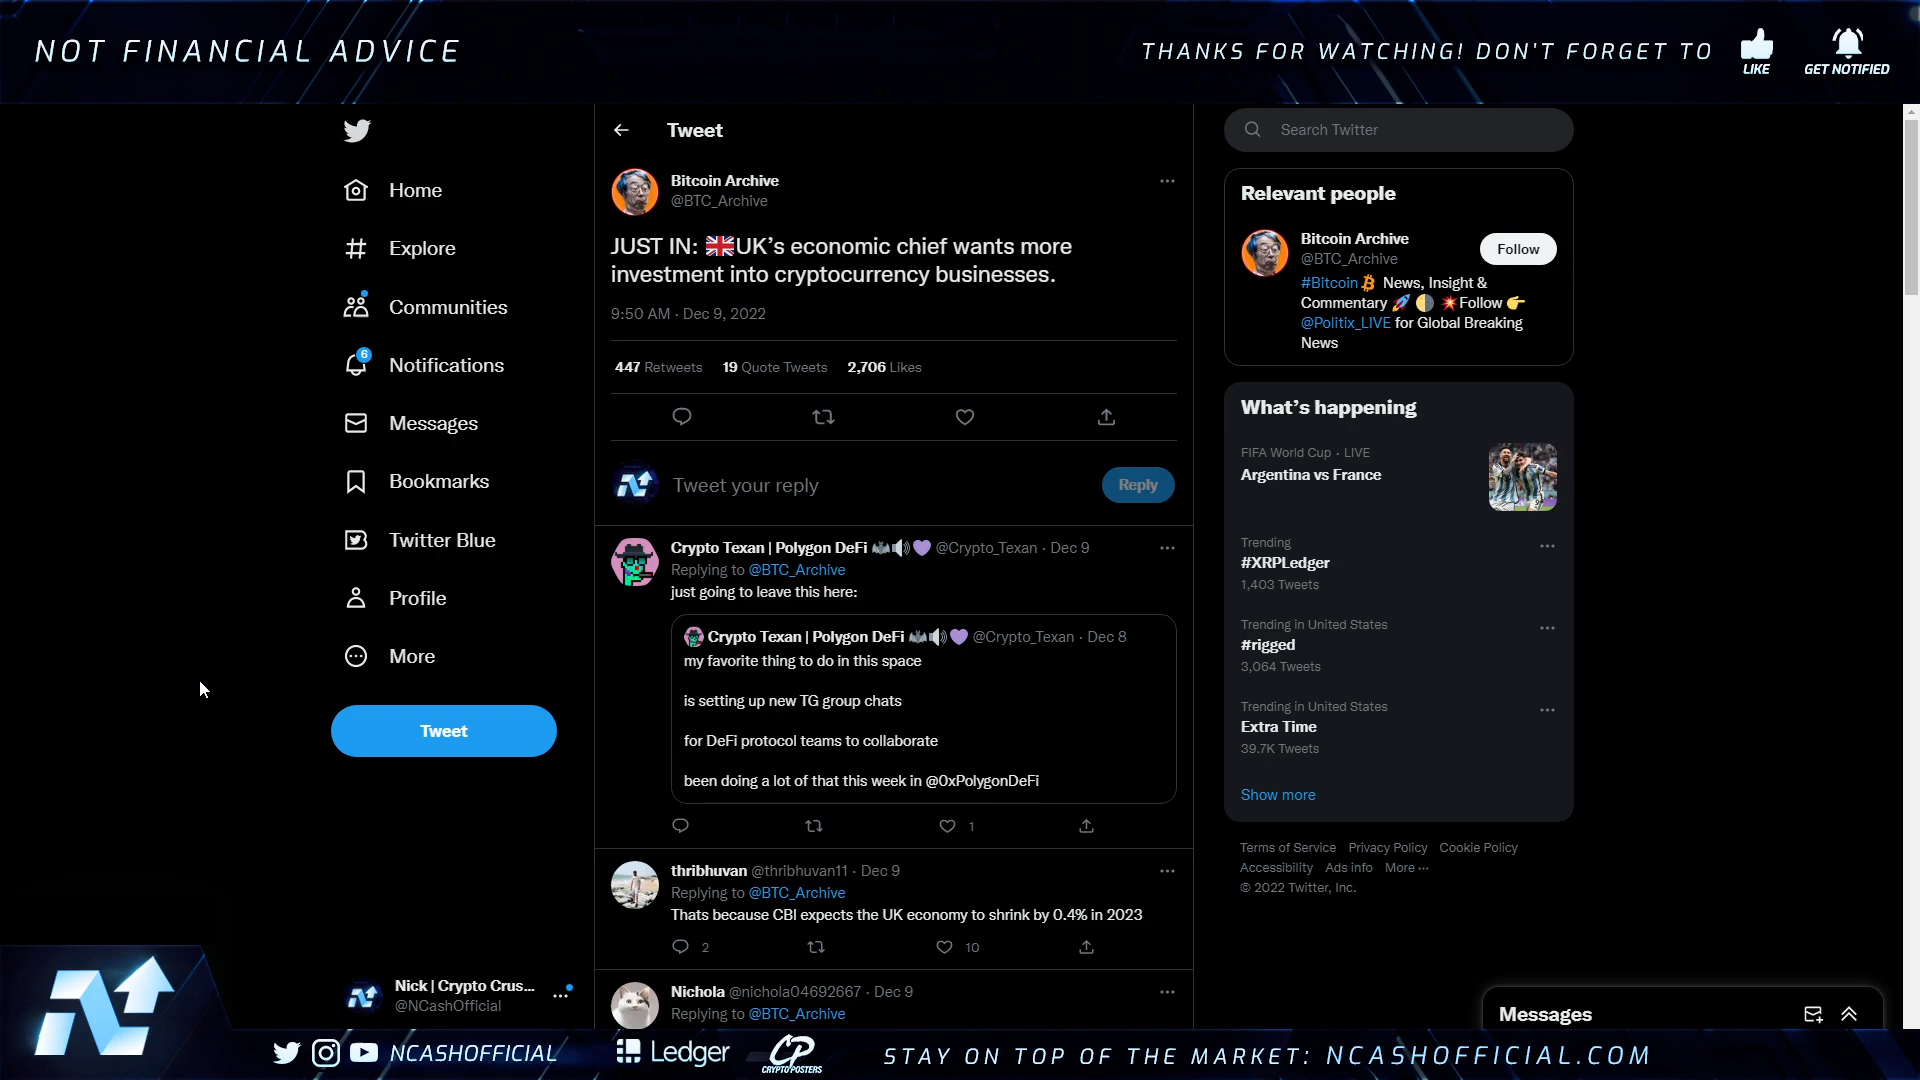 NOT FINANCIAL ADVICE
THANKS FOR WATCHING! DON'T FORGET TO
LIKE
GET NOTIFIED
Home
Explore
Communities
6
Notifications
Messages
Bookmarks
Twitter Blue
Profile
More
Tweet
Nick | Crypto Crus...
@NCashOfficial
Tweet
Bitcoin Archive
@BTC_Archive
JUST IN: 🇬🇧UK's economic chief wants more
investment into cryptocurrency businesses.
9:50 AM · Dec 9, 2022
447 Retweets 19 Quote Tweets 2,706 Likes
Tweet your reply
Reply
Crypto Texan | Polygon DeFi 🦇🔊💜 @Crypto_Texan · Dec 9
Replying to @BTC_Archive
just going to leave this here:
Crypto Texan | Polygon DeFi 🦇🔊💜 @Crypto_Texan · Dec 8
my favorite thing to do in this space
is setting up new TG group chats
for DeFi protocol teams to collaborate
been doing a lot of that this week in @0xPolygonDeFi
1
thribhuvan @thribhuvan11 · Dec 9
Replying to @BTC_Archive
Thats because CBI expects the UK economy to shrink by 0.4% in 2023
2 10
Nichola @nichola04692667 · Dec 9
Replying to @BTC_Archive
Search Twitter
Relevant people
Bitcoin Archive
@BTC_Archive
Follow
#Bitcoin News, Insight &
Commentary 🚀 🌗 💥Follow 👉
@Politix_LIVE for Global Breaking
News
What's happening
FIFA World Cup · LIVE
Argentina vs France
Trending
#XRPLedger
1,403 Tweets
Trending in United States
#rigged
3,064 Tweets
Trending in United States
Extra Time
39.7K Tweets
Show more
Terms of Service Privacy Policy Cookie Policy
Accessibility Ads info More ···
© 2022 Twitter, Inc.
Messages
NCASHOFFICIAL
Ledger
CP
CRYPTOPOSTERS
STAY ON TOP OF THE MARKET: NCASHOFFICIAL.COM